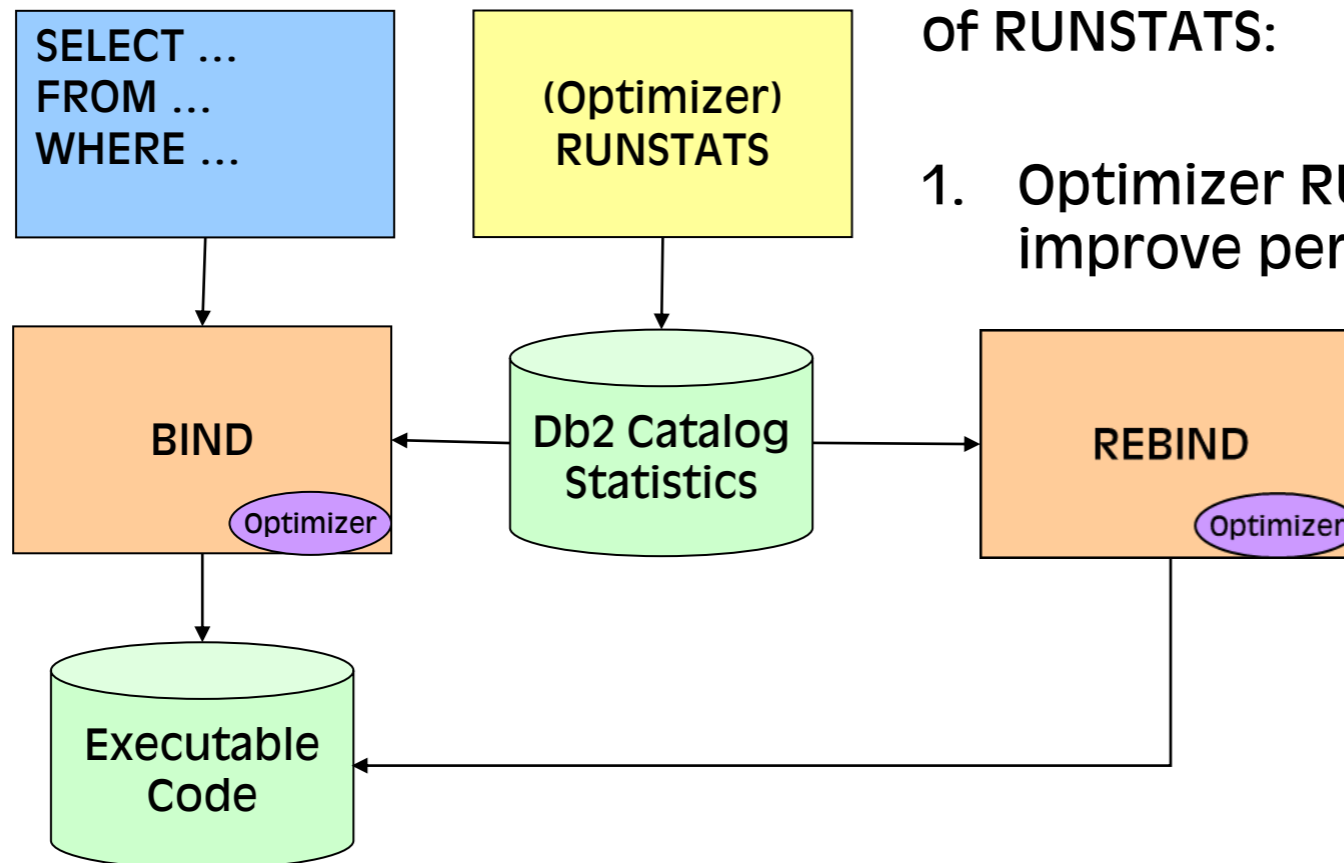 SELECT ...
FROM ...
WHERE ...
(Optimizer)
RUNSTATS
of RUNSTATS:
1. Optimizer
improve
BIND
Optimizer
Db2 Catalog
Statistics
REBIND
Optimizer
Executable
Code